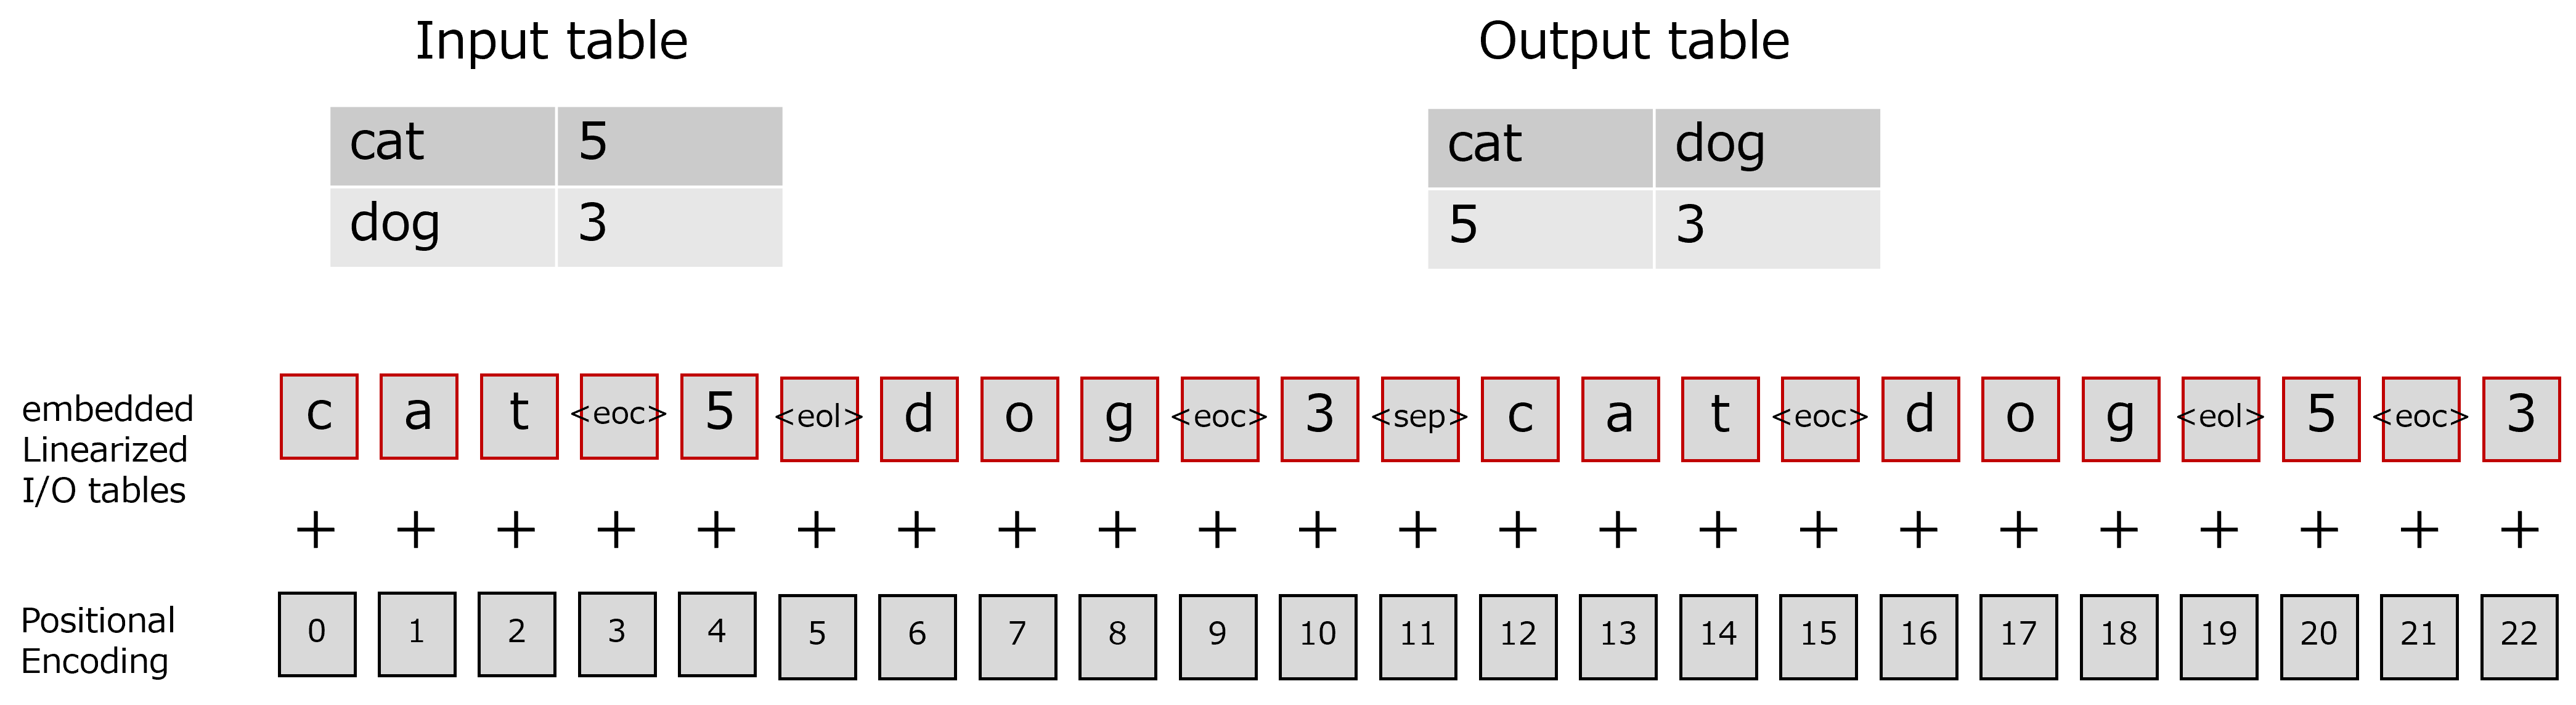 Input table
Output table
cat 5
dog 3
cat dog
5 3
embedded
Linearized
I/O tables
c a t <eoc> 5 <eol> d o g <eoc> 3 <sep> c a t <eoc> d o g <eol> 5 <eoc> 3
+ + + + + + + + + + + + + + + + + + + + + + +
Positional
Encoding
0 1 2 3 4 5 6 7 8 9 10 11 12 13 14 15 16 17 18 19 20 21 22